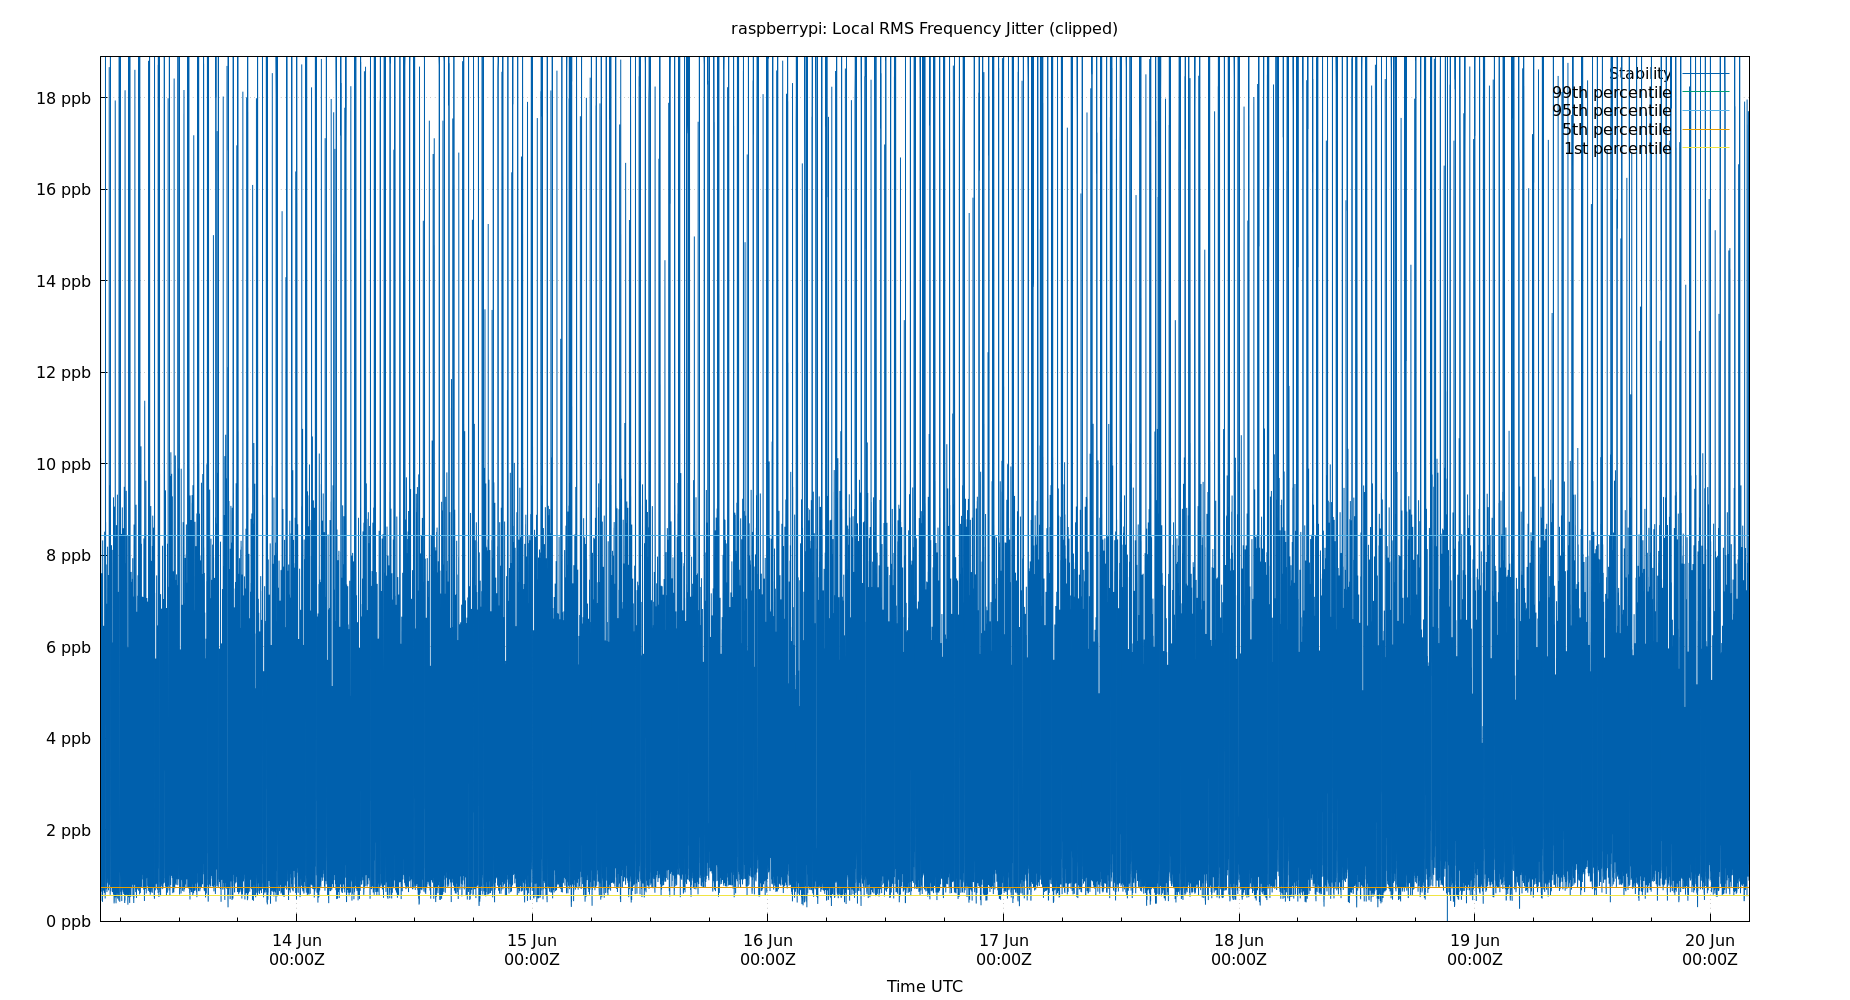 raspberrypi: Local RMS Frequency Jitter (clipped)
Stability
99th percentile
95th percentile
5th percentile
1st percentile
18 ppb
16 ppb
14 ppb
12 ppb
10 ppb
8 ppb
6 ppb
4 ppb
2 ppb
0 ppb
14 Jun
00:00Z
15 Jun
00:00Z
16 Jun
00:00Z
17 Jun
00:00Z
18 Jun
00:00Z
19 Jun
00:00Z
20 Jun
00:00Z
Time UTC